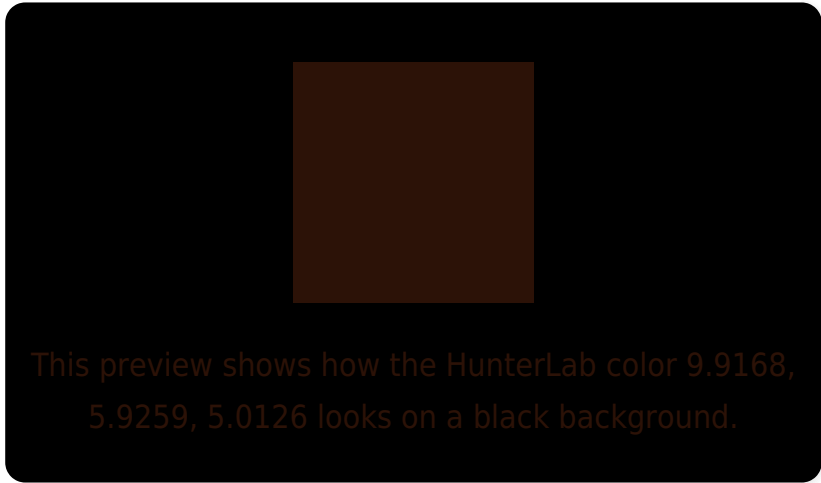 This preview shows how the HunterLab color 9.9168,
5.9259, 5.0126 looks on a black background.